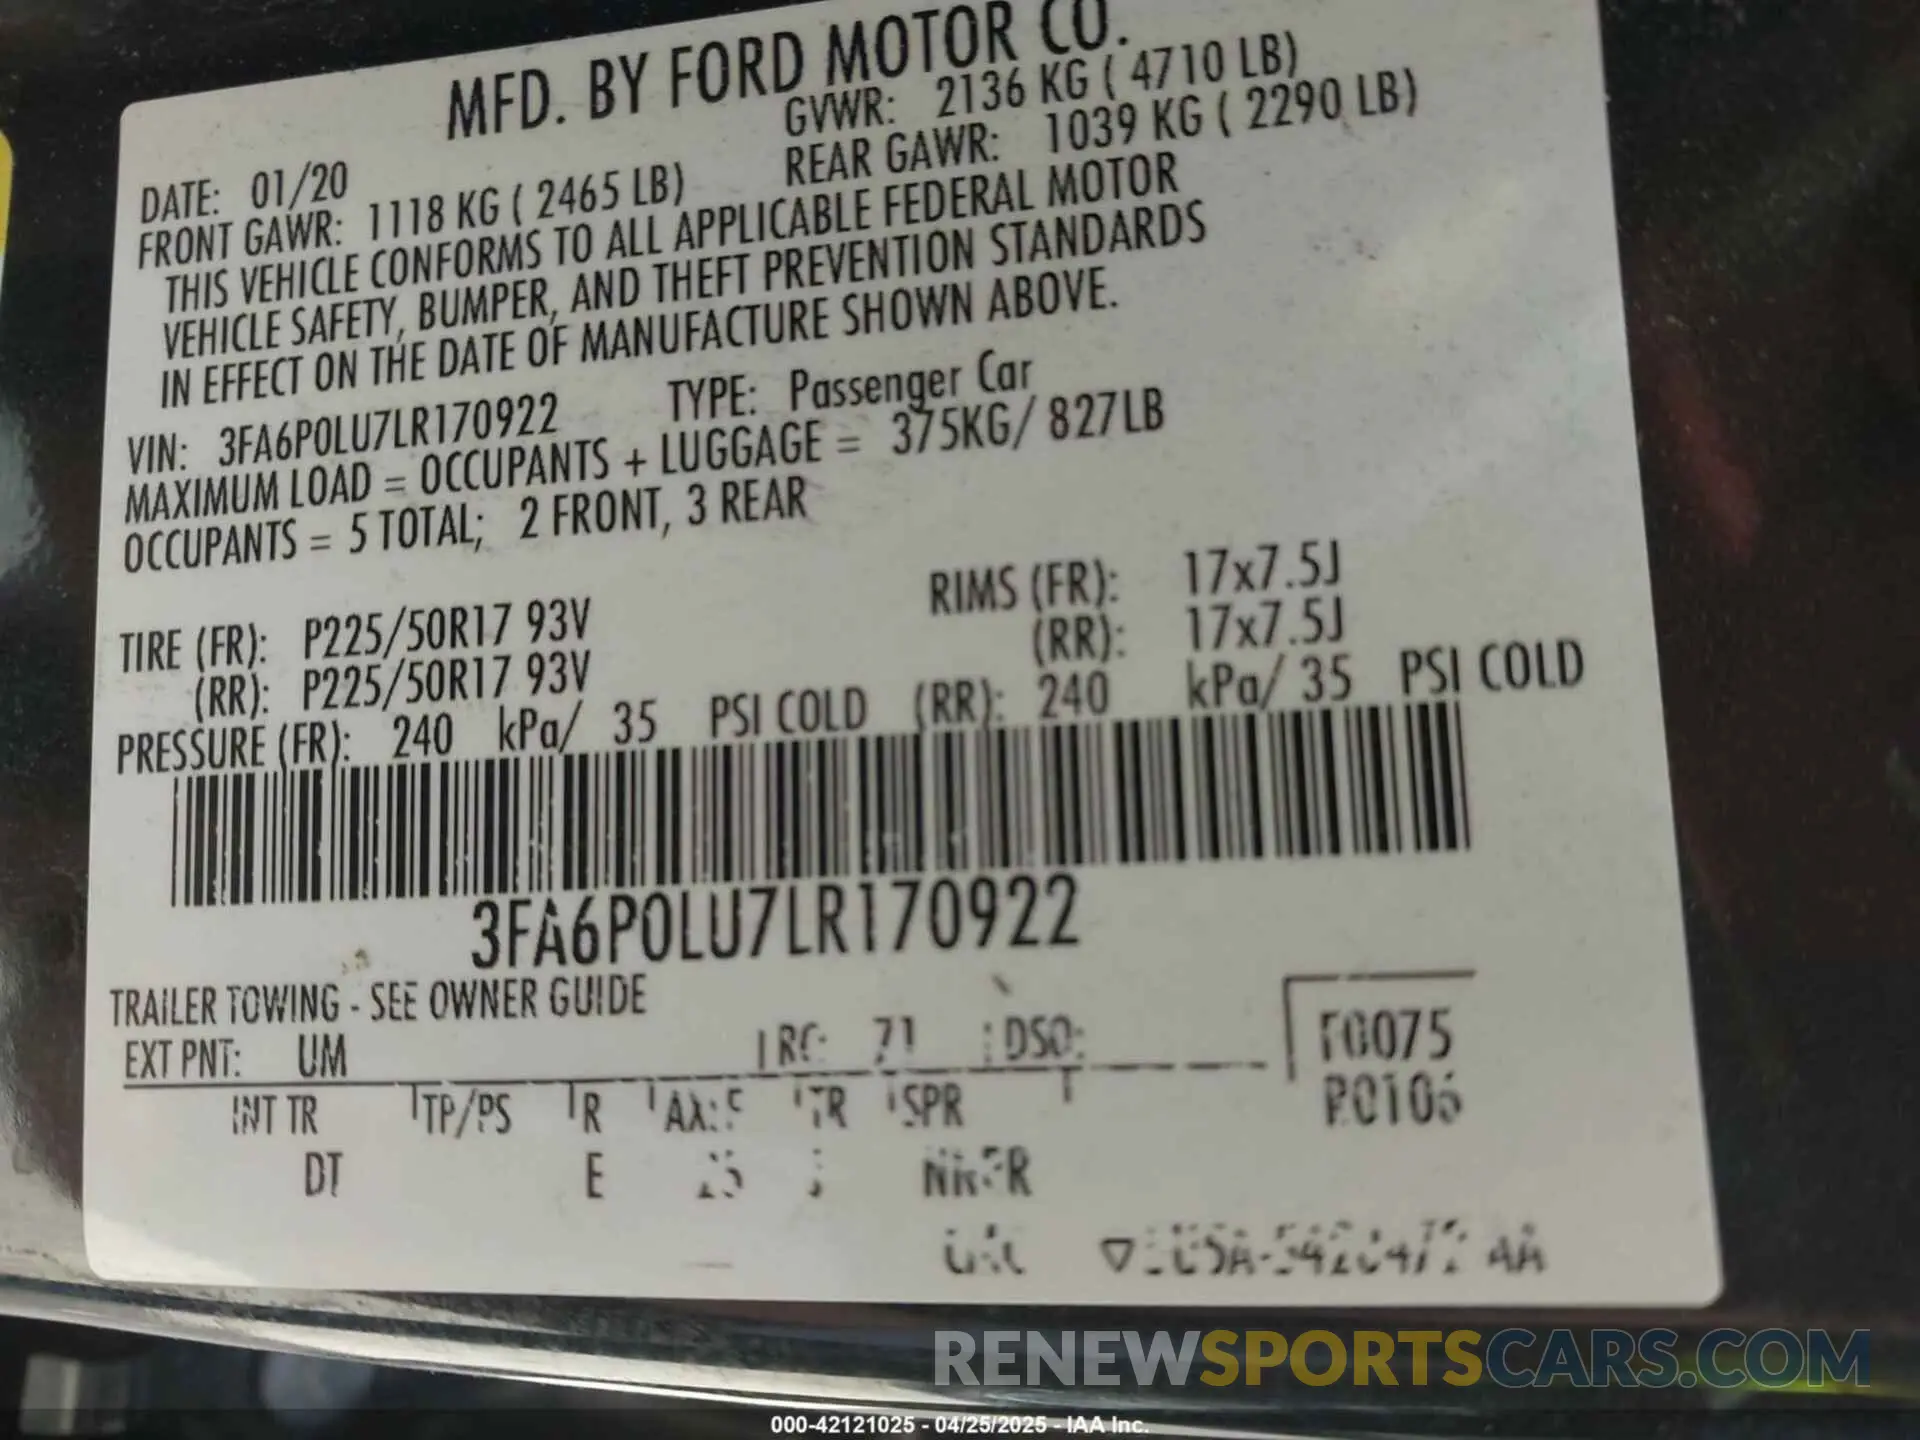 MFD. BY FORD MOTOR CO.
DATE: 01/20 GVWR: 2136 KG ( 4710 LB)
FRONT GAWR: 1118 KG ( 2465 LB) REAR GAWR: 1039 KG ( 2290 LB)
THIS VEHICLE CONFORMS TO ALL APPLICABLE FEDERAL MOTOR
VEHICLE SAFETY, BUMPER, AND THEFT PREVENTION STANDARDS
IN EFFECT ON THE DATE OF MANUFACTURE SHOWN ABOVE.
VIN: 3FA6P0LU7LR170922 TYPE: Passenger Car
MAXIMUM LOAD = OCCUPANTS + LUGGAGE = 375KG/ 827LB
OCCUPANTS = 5 TOTAL; 2 FRONT, 3 REAR
TIRE (FR): P225/50R17 93V RIMS (FR): 17x7.5J
(RR): P225/50R17 93V (RR): 17x7.5J
PRESSURE (FR): 240 kPa/ 35 PSI COLD (RR): 240 kPa/ 35 PSI COLD
3FA6P0LU7LR170922
TRAILER TOWING - SEE OWNER GUIDE
EXT PNT: UM RC: 71 DSO: F0075
INT TR TP/PS R TR SPR
DT E
RENEWSPORTSCARS.COM
000-42121025 - 04/25/2025 - IAA Inc.